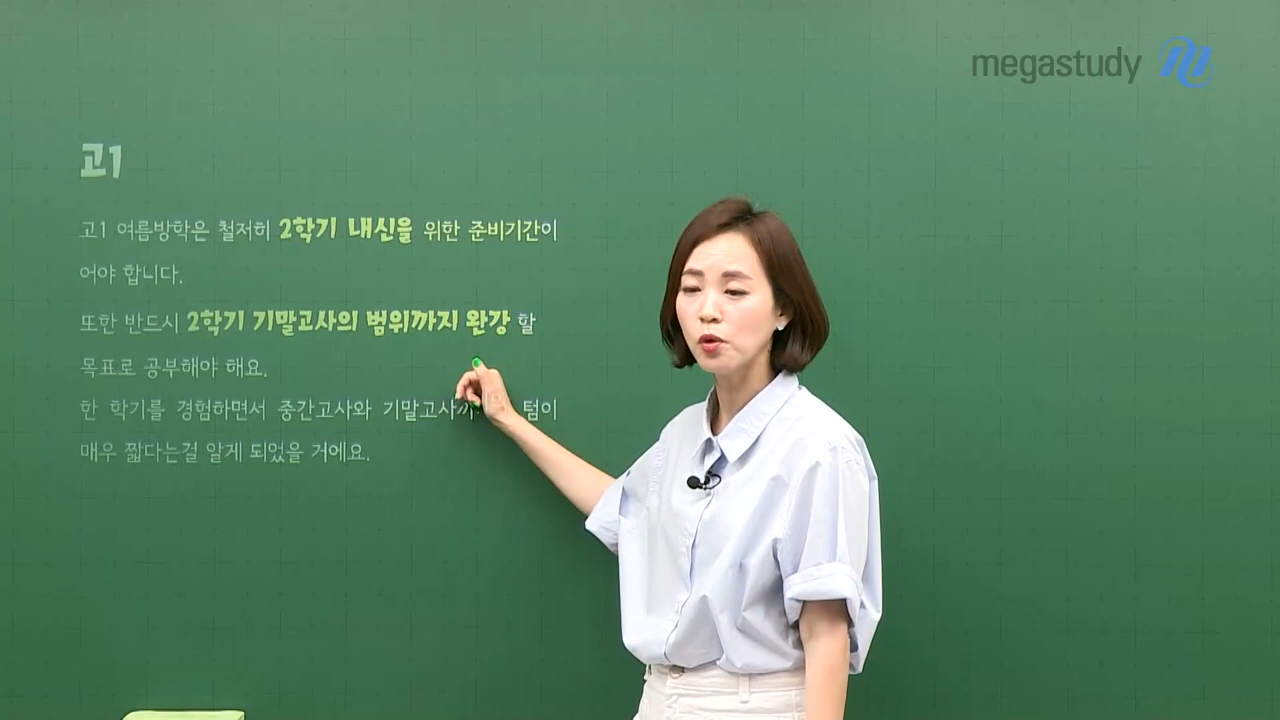 megastudy
고1
고1 여름방학은 철저히 2학기 내신을 위한 준비기간이
어야 합니다.
또한 반드시 2학기 기말고사의 범위까지 완강 할
목표로 공부해야 해요.
한 학기를 경험하면서 중간고사와 기말고사까 텀이
매우 짧다는걸 알게 되었을 거에요.